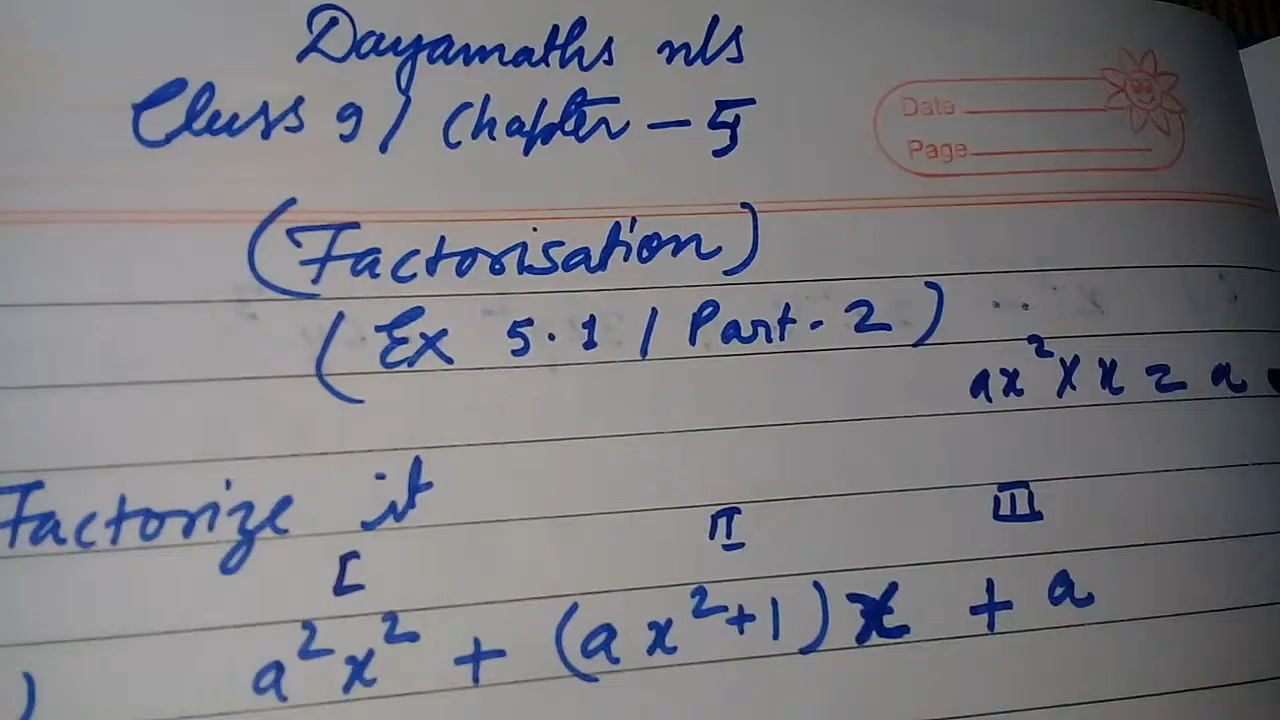 Dayamaths nls
Class 9 / Chapter - 5
Date
Page
(Factorisation)
(Ex 5.1 / Part-2)
ax² × x = a
Factorize it
I II III
) a²x² + (ax²+1)x + a